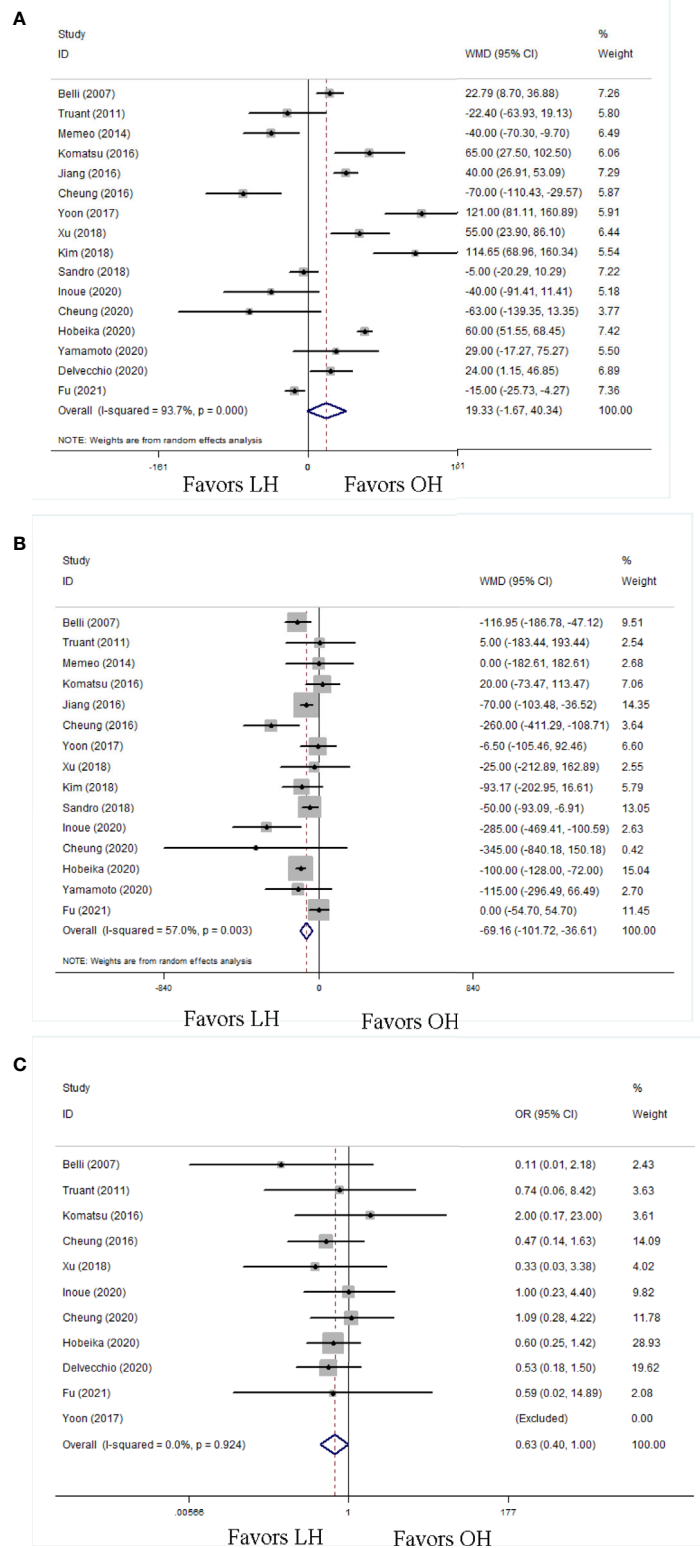 A
Study %
ID WMD (95% CI) Weight
Belli (2007) 22.79 (8.70, 36.88) 7.26
Truant (2011) -22.40 (-63.93, 19.13) 5.80
Memeo (2014) -40.00 (-70.30, -9.70) 6.49
Komatsu (2016) 65.00 (27.50, 102.50) 6.06
Jiang (2016) 40.00 (26.91, 53.09) 7.29
Cheung (2016) -70.00 (-110.43, -29.57) 5.87
Yoon (2017) 121.00 (81.11, 160.89) 5.91
Xu (2018) 55.00 (23.90, 86.10) 6.44
Kim (2018) 114.65 (68.96, 160.34) 5.54
Sandro (2018) -5.00 (-20.29, 10.29) 7.22
Inoue (2020) -40.00 (-91.41, 11.41) 5.18
Cheung (2020) -63.00 (-139.35, 13.35) 3.77
Hobeika (2020) 60.00 (51.55, 68.45) 7.42
Yamamoto (2020) 29.00 (-17.27, 75.27) 5.50
Delvecchio (2020) 24.00 (1.15, 46.85) 6.89
Fu (2021) -15.00 (-25.73, -4.27) 7.36
Overall (I-squared = 93.7%, p = 0.000) 19.33 (-1.67, 40.34) 100.00
NOTE: Weights are from random effects analysis
-161 0
Favors LH Favors OH
B
Study %
ID WMD (95% CI) Weight
Belli (2007) -116.95 (-186.78, -47.12) 9.51
Truant (2011) 5.00 (-183.44, 193.44) 2.54
Memeo (2014) 0.00 (-182.61, 182.61) 2.68
Komatsu (2016) 20.00 (-73.47, 113.47) 7.06
Jiang (2016) -70.00 (-103.48, -36.52) 14.35
Cheung (2016) -260.00 (-411.29, -108.71) 3.64
Yoon (2017) -6.50 (-105.46, 92.46) 6.60
Xu (2018) -25.00 (-212.89, 162.89) 2.55
Kim (2018) -93.17 (-202.95, 16.61) 5.79
Sandro (2018) -50.00 (-93.09, -6.91) 13.05
Inoue (2020) -285.00 (-469.41, -100.59) 2.63
Cheung (2020) -345.00 (-840.18, 150.18) 0.42
Hobeika (2020) -100.00 (-128.00, -72.00) 15.04
Yamamoto (2020) -115.00 (-296.49, 66.49) 2.70
Fu (2021) 0.00 (-54.70, 54.70) 11.45
Overall (I-squared = 57.0%, p = 0.003) -69.16 (-101.72, -36.61) 100.00
NOTE: Weights are from random effects analysis
-840 0 840
Favors LH Favors OH
C
Study %
ID OR (95% CI) Weight
Belli (2007) 0.11 (0.01, 2.18) 2.43
Truant (2011) 0.74 (0.06, 8.42) 3.63
Komatsu (2016) 2.00 (0.17, 23.00) 3.61
Cheung (2016) 0.47 (0.14, 1.63) 14.09
Xu (2018) 0.33 (0.03, 3.38) 4.02
Inoue (2020) 1.00 (0.23, 4.40) 9.82
Cheung (2020) 1.09 (0.28, 4.22) 11.78
Hobeika (2020) 0.60 (0.25, 1.42) 28.93
Delvecchio (2020) 0.53 (0.18, 1.50) 19.62
Fu (2021) 0.59 (0.02, 14.89) 2.08
Yoon (2017) (Excluded) 0.00
Overall (I-squared = 0.0%, p = 0.924) 0.63 (0.40, 1.00) 100.00
.00566 1 177
Favors LH Favors OH